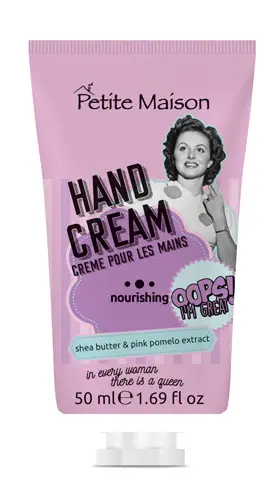 Petite Maison
HAND
CREAM
CREME POUR LES MAINS
nourishing
OOPS!
I'M GREAT
shea butter & pink pomelo extract
in every woman
there is a queen
50 ml e 1.69 fl oz